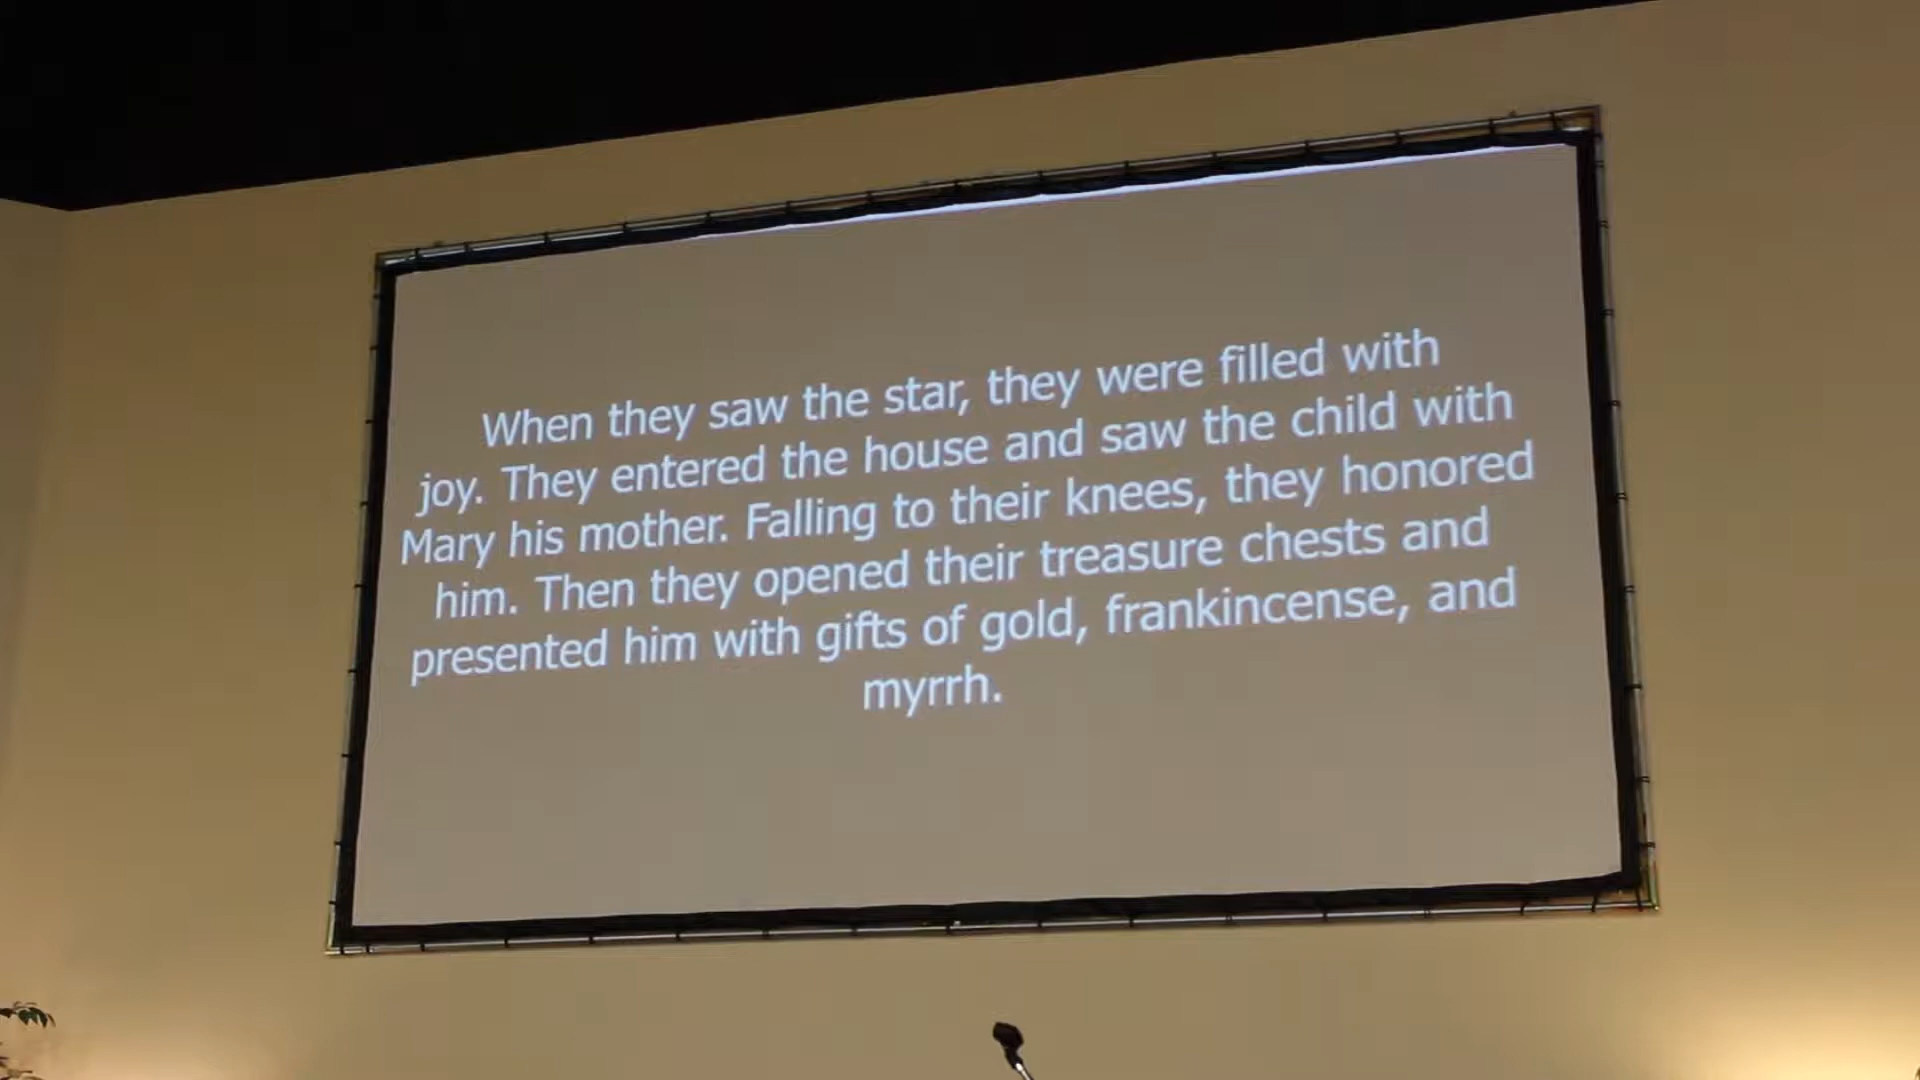 When they saw the star, they were filled with
joy. They entered the house and saw the child with
Mary his mother. Falling to their knees, they honored
him. Then they opened their treasure chests and
presented him with gifts of gold, frankincense, and
myrrh.